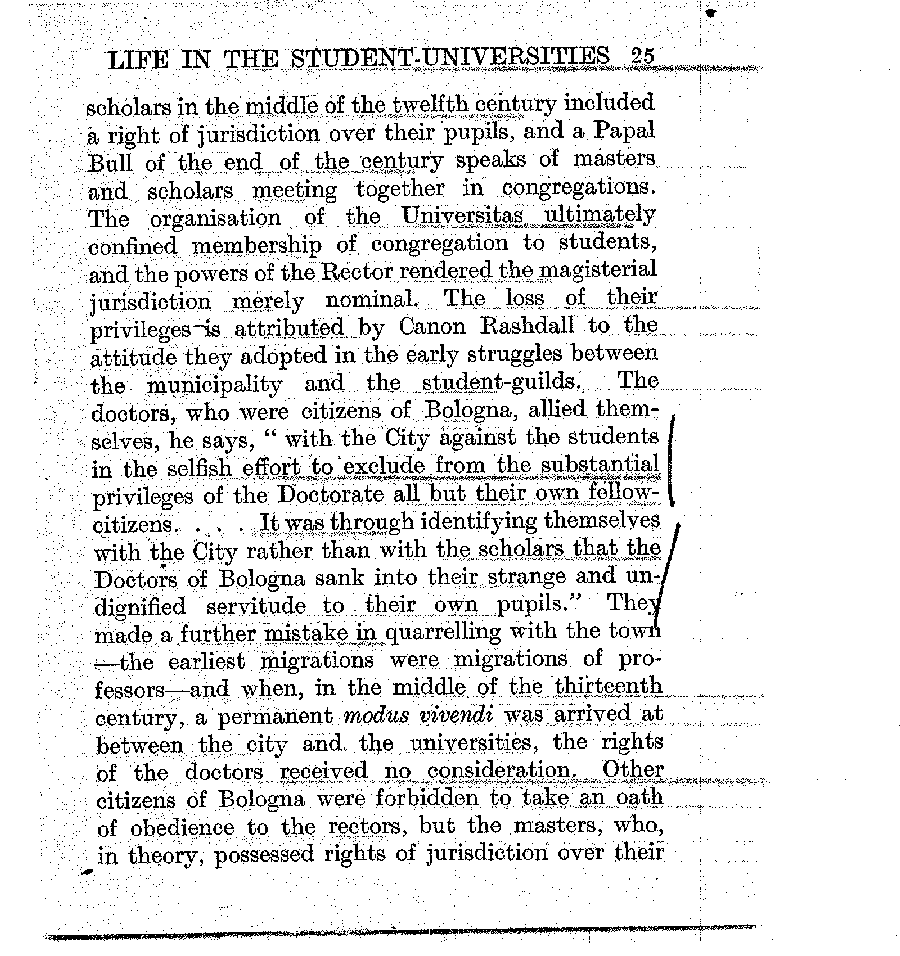 LIFE IN THE STUDENT-UNIVERSITIES 25
scholars in the middle of the twelfth century included
a right of jurisdiction over their pupils, and a Papal
Bull of the end of the century speaks of masters
and scholars meeting together in congregations.
The organisation of the Universitas ultimately
confined membership of congregation to students,
and the powers of the Rector rendered the magisterial
jurisdiction merely nominal. The loss of their
privileges is attributed by Canon Rashdall to the
attitude they adopted in the early struggles between
the municipality and the student-guilds. The
doctors, who were citizens of Bologna, allied them-
selves, he says, “ with the City against the students
in the selfish effort to exclude from the substantial
privileges of the Doctorate all but their own fellow-
citizens. . . . It was through identifying themselves
with the City rather than with the scholars that the
Doctors of Bologna sank into their strange and un-
dignified servitude to their own pupils.” They
made a further mistake in quarrelling with the town
—the earliest migrations were migrations of pro-
fessors—and when, in the middle of the thirteenth
century, a permanent modus vivendi was arrived at
between the city and the universities, the rights
of the doctors received no consideration. Other
citizens of Bologna were forbidden to take an oath
of obedience to the rectors, but the masters, who,
in theory, possessed rights of jurisdiction over their